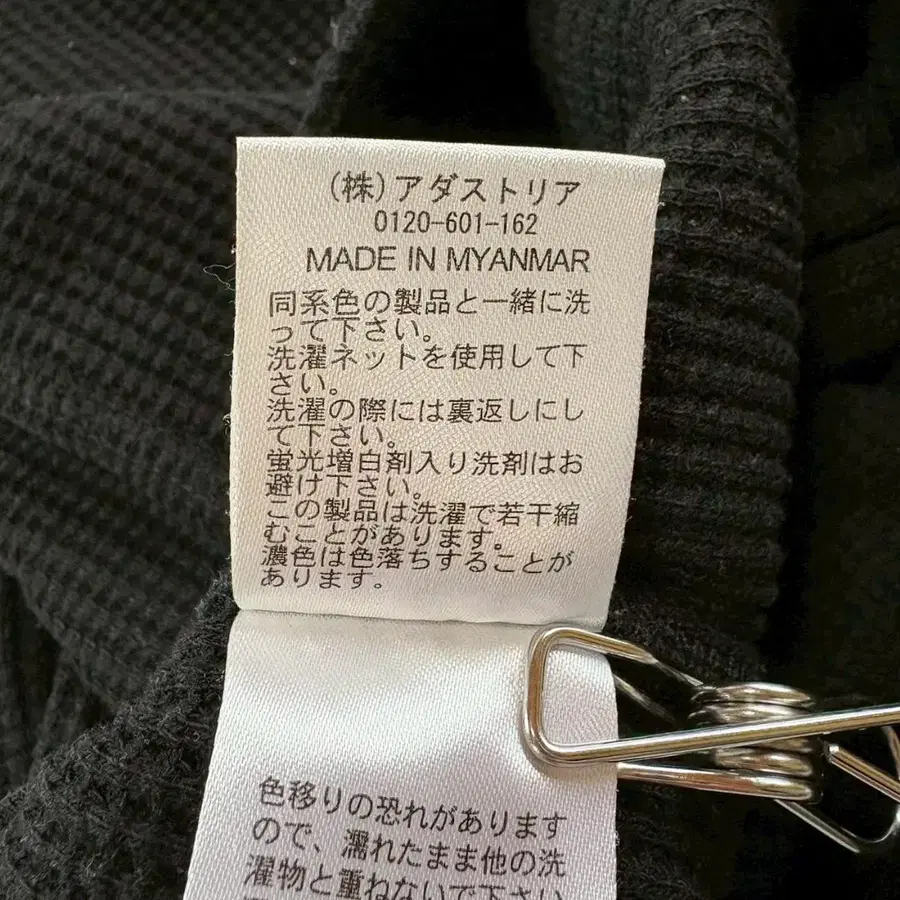 (株)アダストリア
0120-601-162
MADE IN MYANMAR
同系色の製品と一緒に洗
って下さい。
洗濯ネットを使用して下
さい。
洗濯の際には裏返しにし
て下さい。
蛍光増白剤入り洗剤はお
避け下さい。
この製品は洗濯で若干縮
むことがあります。
濃色は色落ちすることが
あります。
色移りの恐れがあります
ので、濡れたまま他の洗
濯物と重ねないで下さい